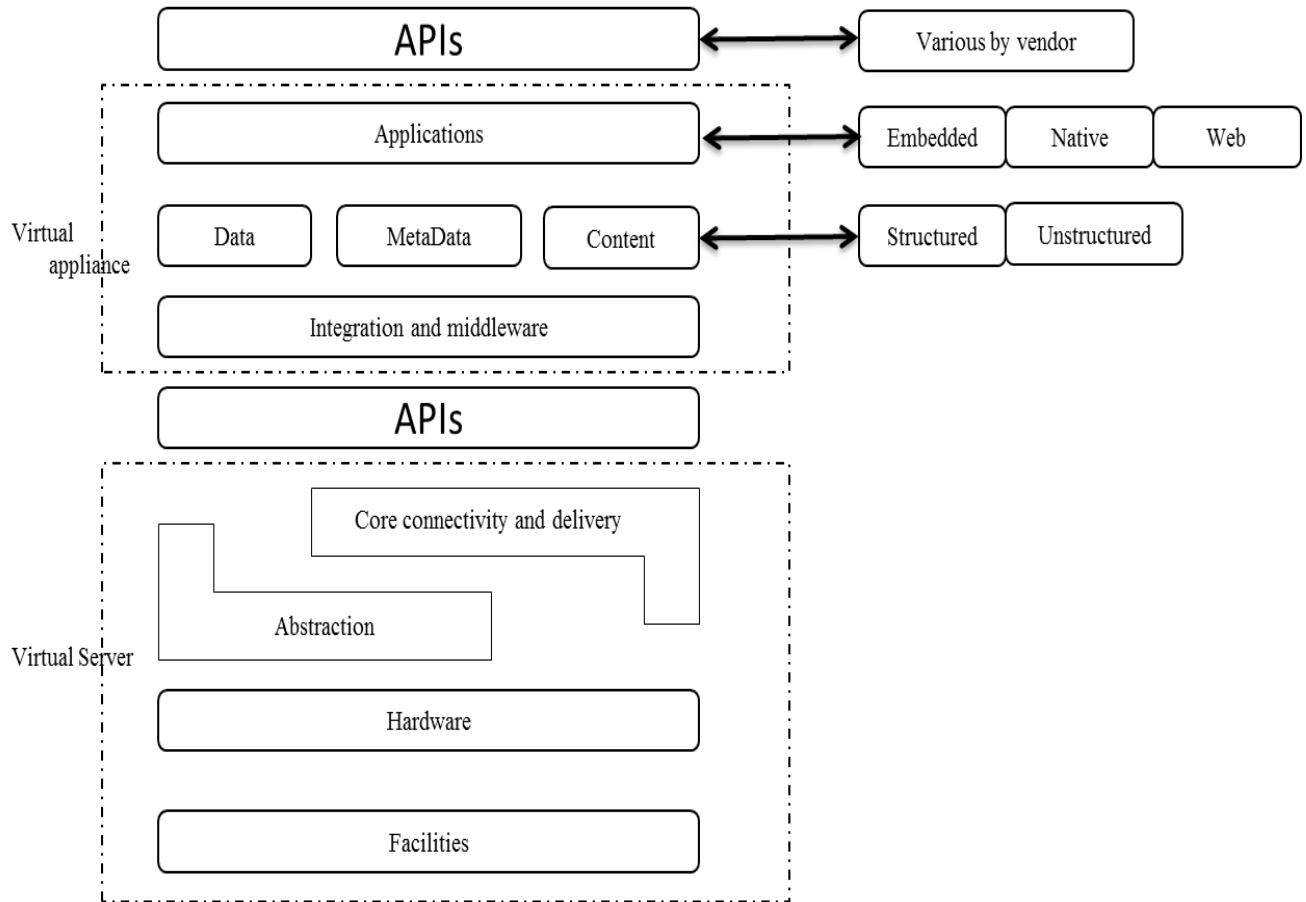 APIs
Various by vendor
Applications
Embedded
Native
Web
Virtual
appliance
Data
MetaData
Content
Structured
Unstructured
Integration and middleware
APIs
Core connectivity and delivery
Abstraction
Virtual Server
Hardware
Facilities